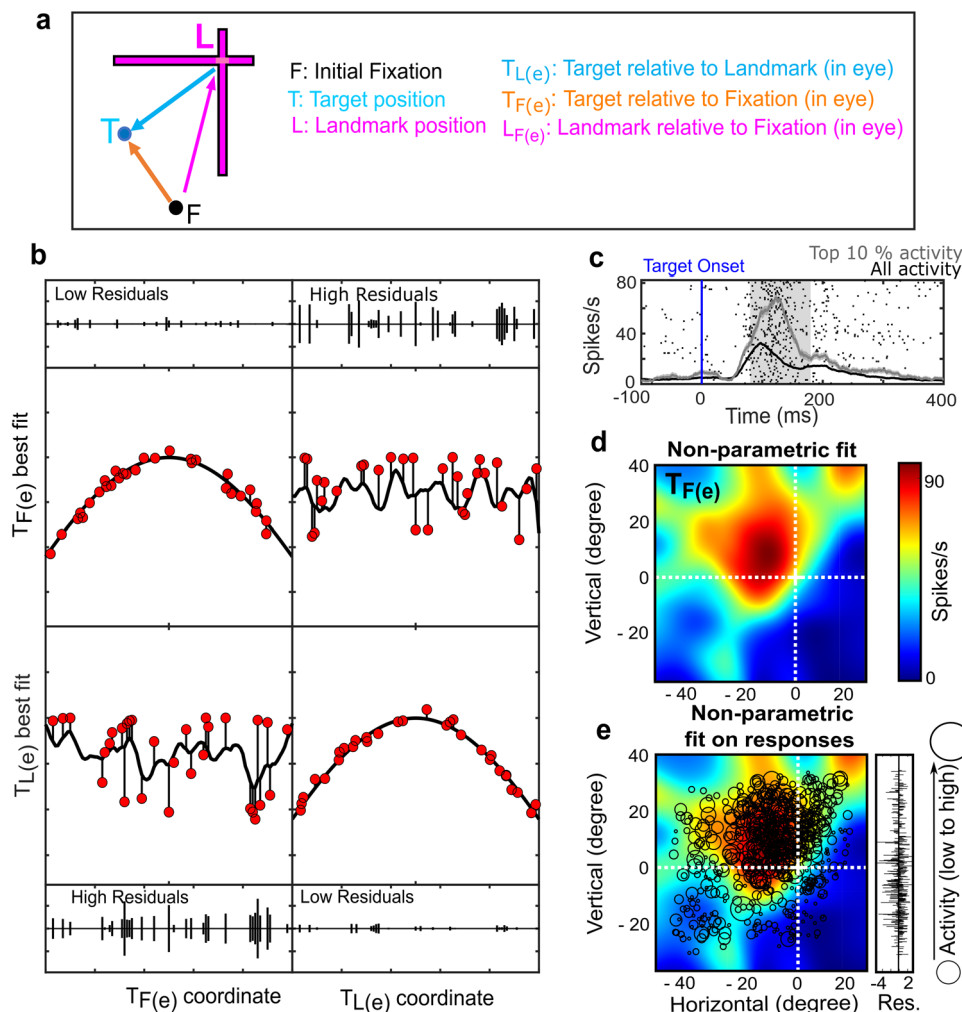 a
L
T
F
F: Initial Fixation
T: Target position
L: Landmark position
TL(e): Target relative to Landmark (in eye)
TF(e): Target relative to Fixation (in eye)
LF(e): Landmark relative to Fixation (in eye)
b
Low Residuals
High Residuals
TF(e) best fit
TL(e) best fit
High Residuals
Low Residuals
TF(e) coordinate
TL(e) coordinate
c
Top 10 % activity
All activity
Target Onset
Spikes/s
80
40
0
-100 0 200 400
Time (ms)
d
Non-parametric fit
TF(e)
Vertical (degree)
40
20
0
- 20
- 40 -20 0 20
90
Spikes/s
0
e
Non-parametric
fit on responses
Vertical (degree)
40
20
0
-20
- 40 -20 0 20
Horizontal (degree)
-4 2
Res.
Activity (low to high)